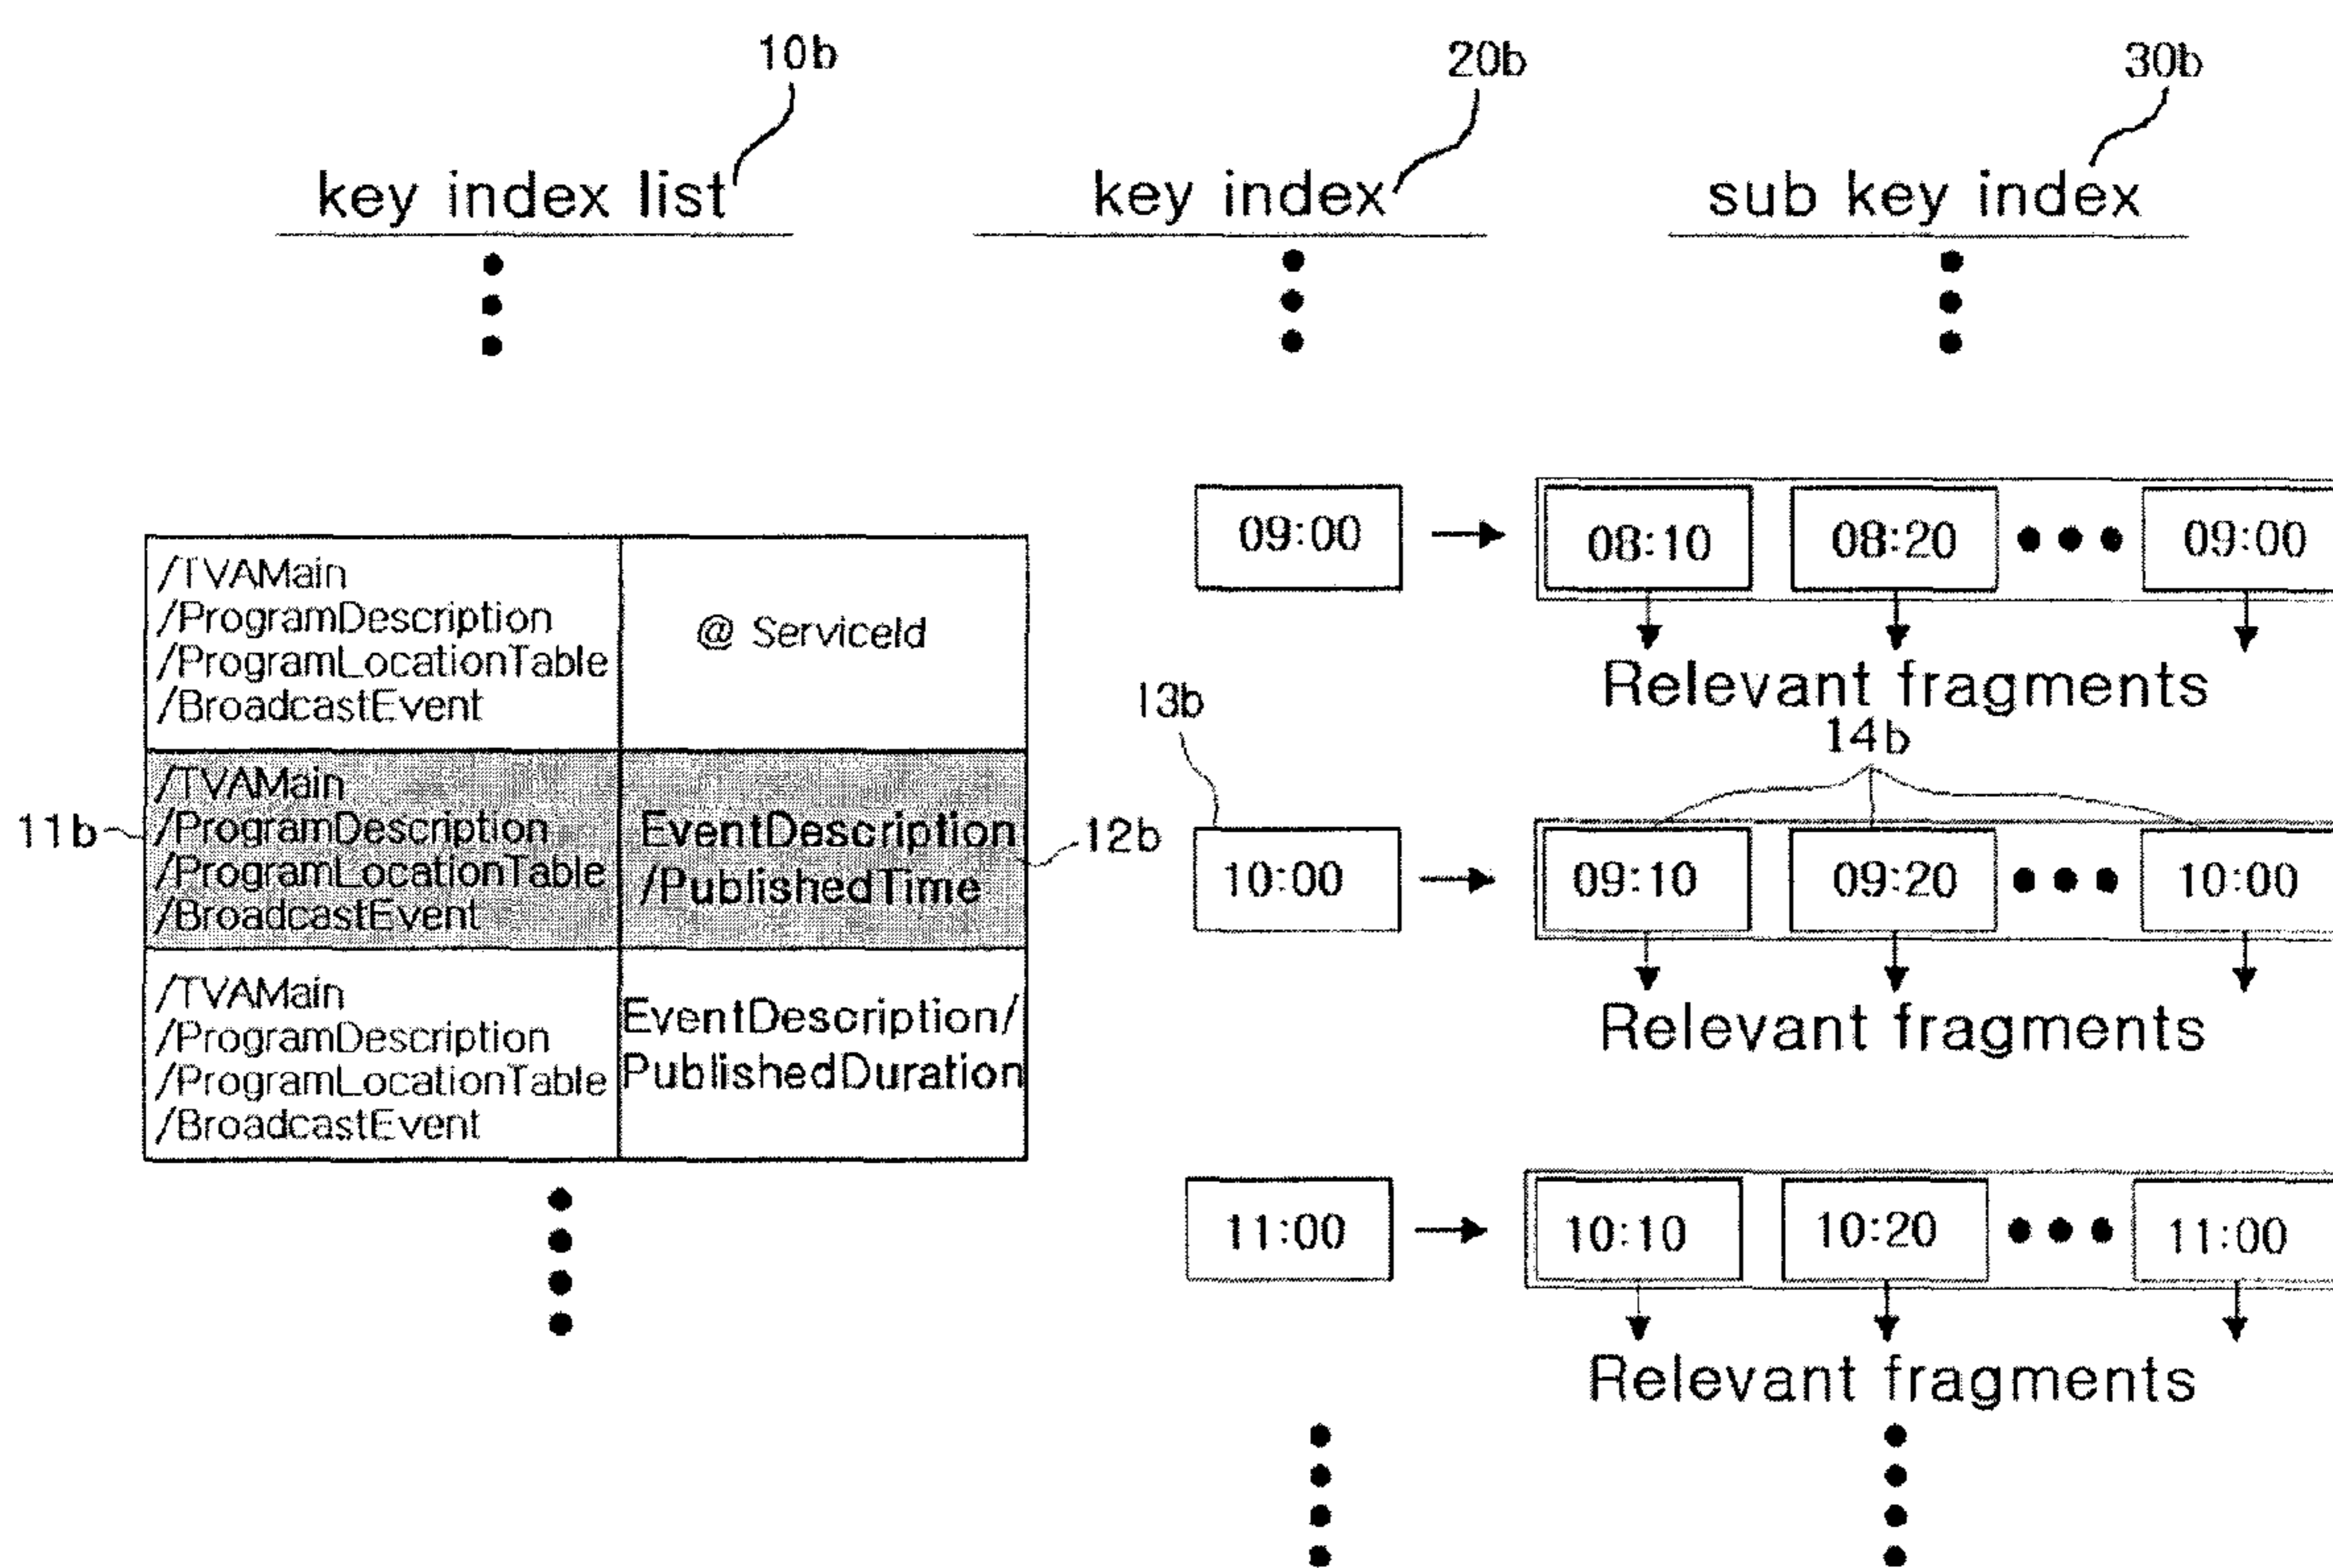 10b
20b
30b
key index list
key index
sub key index
/TVAMain
/ProgramDescription
/ProgramLocationTable
/BroadcastEvent
@ ServiceId
11b
/TVAMain
/ProgramDescription
/ProgramLocationTable
/BroadcastEvent
EventDescription
/PublishedTime
12b
/TVAMain
/ProgramDescription
/ProgramLocationTable
/BroadcastEvent
EventDescription/
PublishedDuration
09:00
08:10
08:20
09:00
Relevant fragments
13b
14b
10:00
09:10
09:20
10:00
Relevant fragments
11:00
10:10
10:20
11:00
Relevant fragments